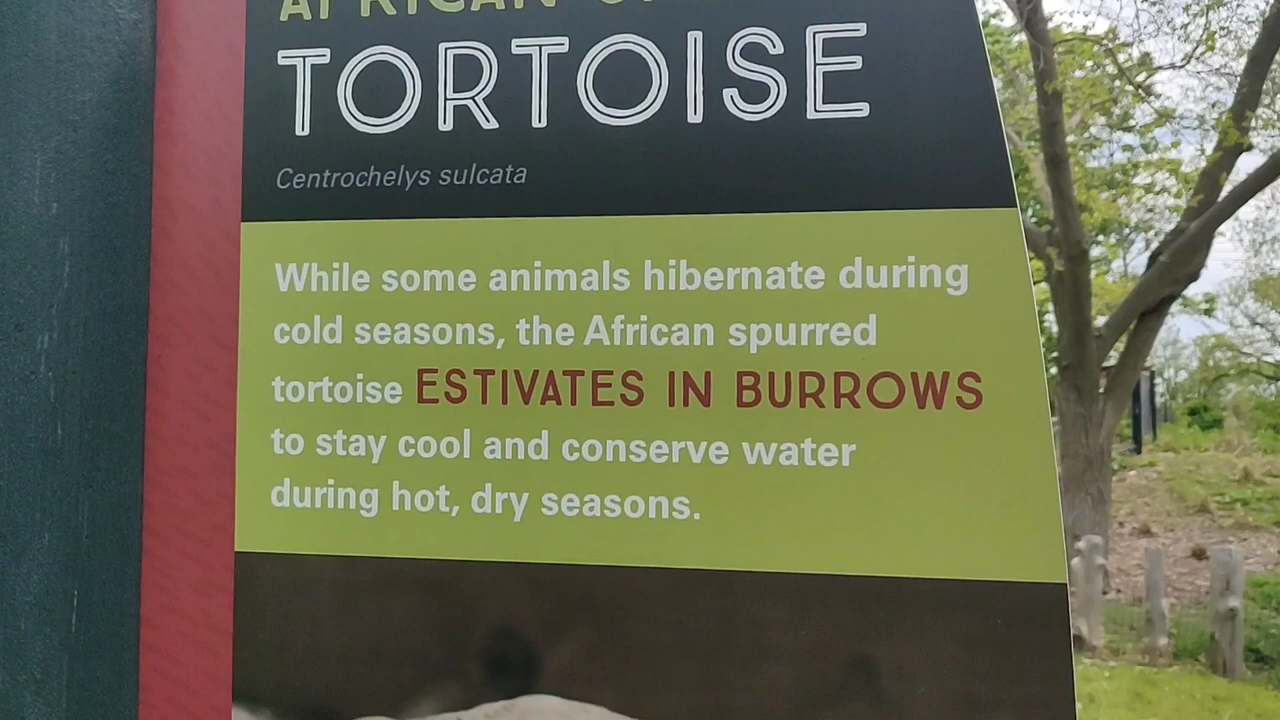 AFRICAN
TORTOISE
Centrochelys sulcata
While some animals hibernate during
cold seasons, the African spurred
tortoise ESTIVATES IN BURROWS
to stay cool and conserve water
during hot, dry seasons.